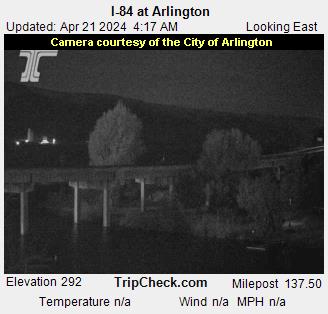 I-84 at Arlington
Updated: Apr 21 2024 4:17 AM Looking East
Camera courtesy of the City of Arlington
Elevation 292 TripCheck.com Milepost 137.50
Temperature n/a Wind n/a MPH n/a